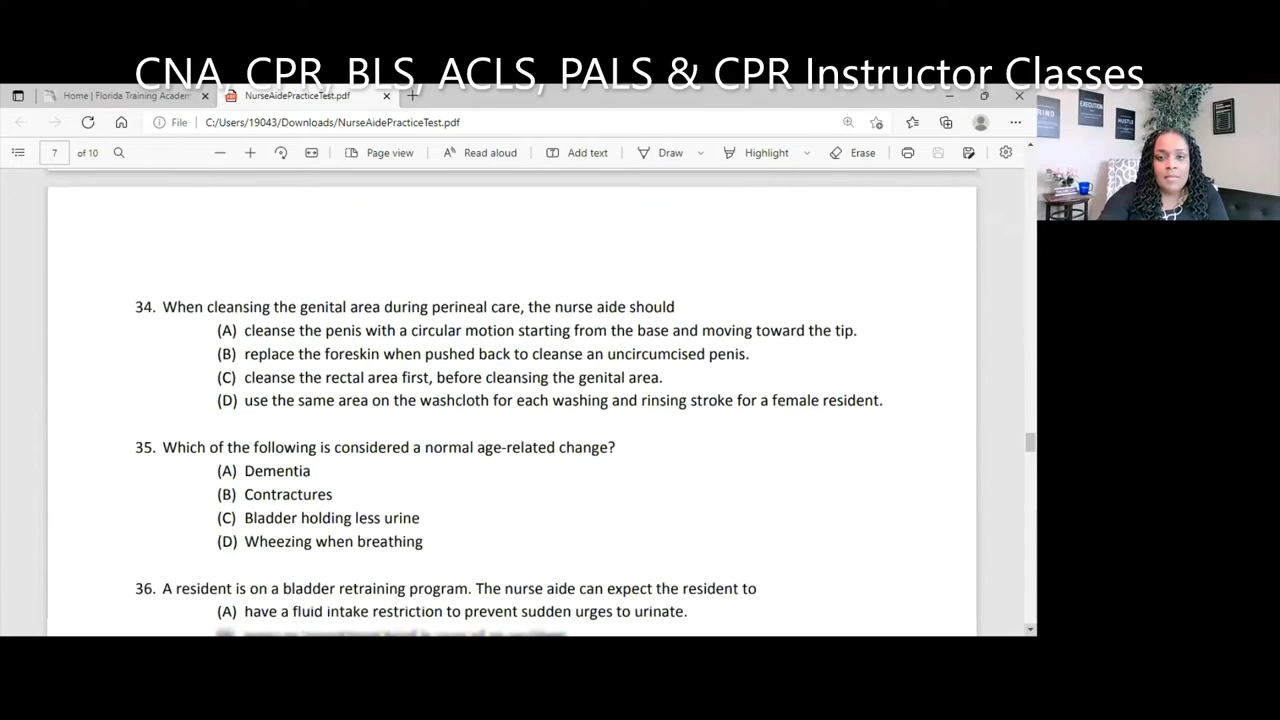 CNA, CPR, BLS, ACLS, PALS & CPR Instructor Classes
Home | Florida Training Academ
NurseAidePracticeTest.pdf
File C:/Users/19043/Downloads/NurseAidePracticeTest.pdf
7 of 10 Page view Read aloud Add text Draw Highlight Erase
EXECUTION
HUSTLE
34. When cleansing the genital area during perineal care, the nurse aide should
(A) cleanse the penis with a circular motion starting from the base and moving toward the tip.
(B) replace the foreskin when pushed back to cleanse an uncircumcised penis.
(C) cleanse the rectal area first, before cleansing the genital area.
(D) use the same area on the washcloth for each washing and rinsing stroke for a female resident.
35. Which of the following is considered a normal age-related change?
(A) Dementia
(B) Contractures
(C) Bladder holding less urine
(D) Wheezing when breathing
36. A resident is on a bladder retraining program. The nurse aide can expect the resident to
(A) have a fluid intake restriction to prevent sudden urges to urinate.